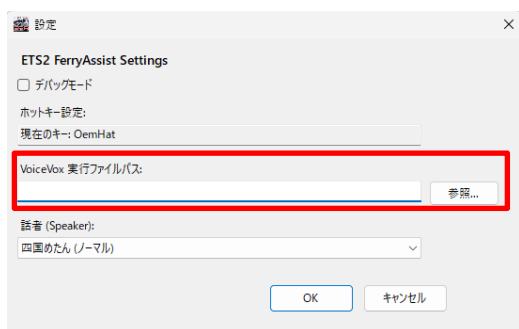 設定
ETS2 FerryAssist Settings
デバッグモード
ホットキー設定:
現在のキー: OemHat
VoiceVox 実行ファイルパス:
参照...
話者 (Speaker):
四国めたん (ノーマル)
OK キャンセル